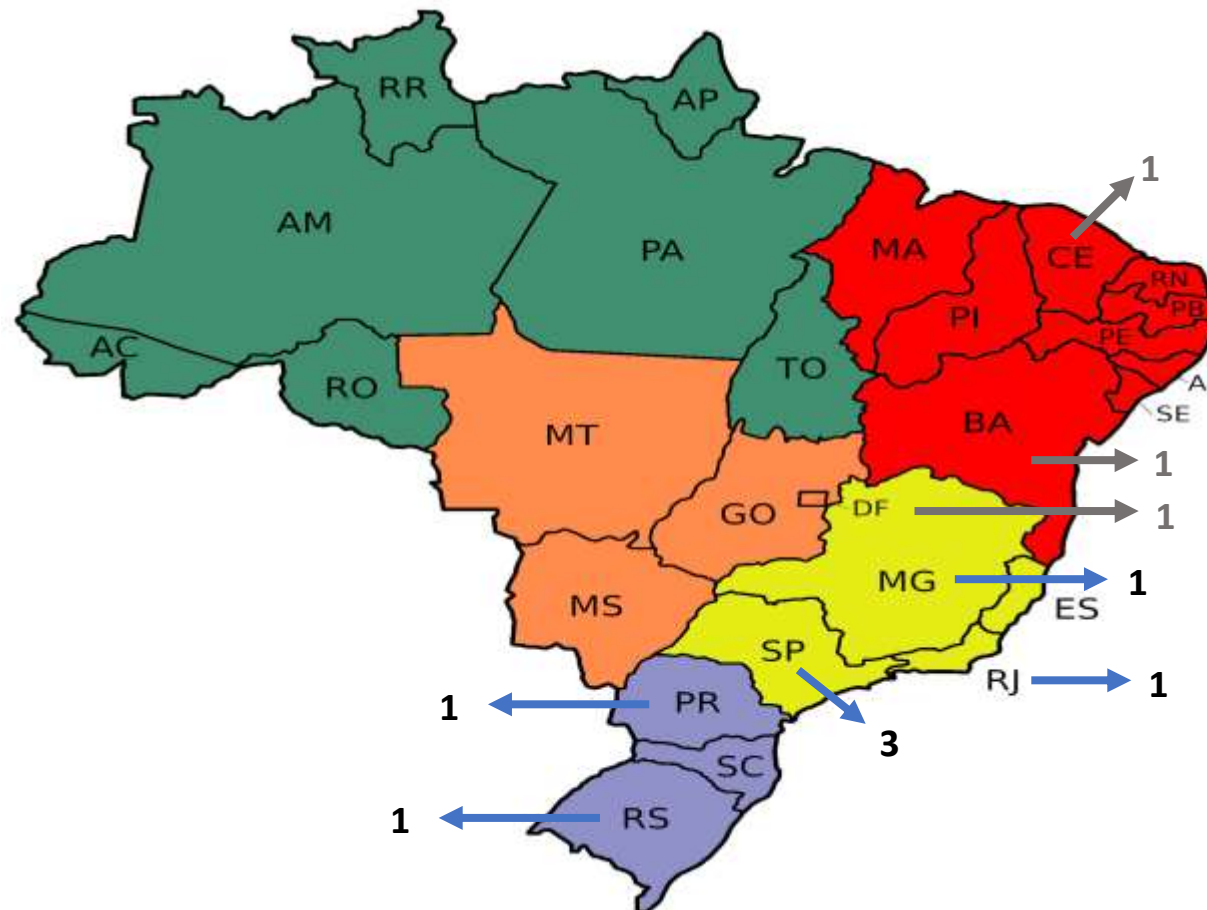 RR
AP
1
AM
PA
MA
CE
RN
PB
PI
PE
AC
TO
RO
A
SE
BA
MT
1
GO
DF
1
MG
1
MS
ES
SP
RJ
1
1
PR
3
SC
1
RS